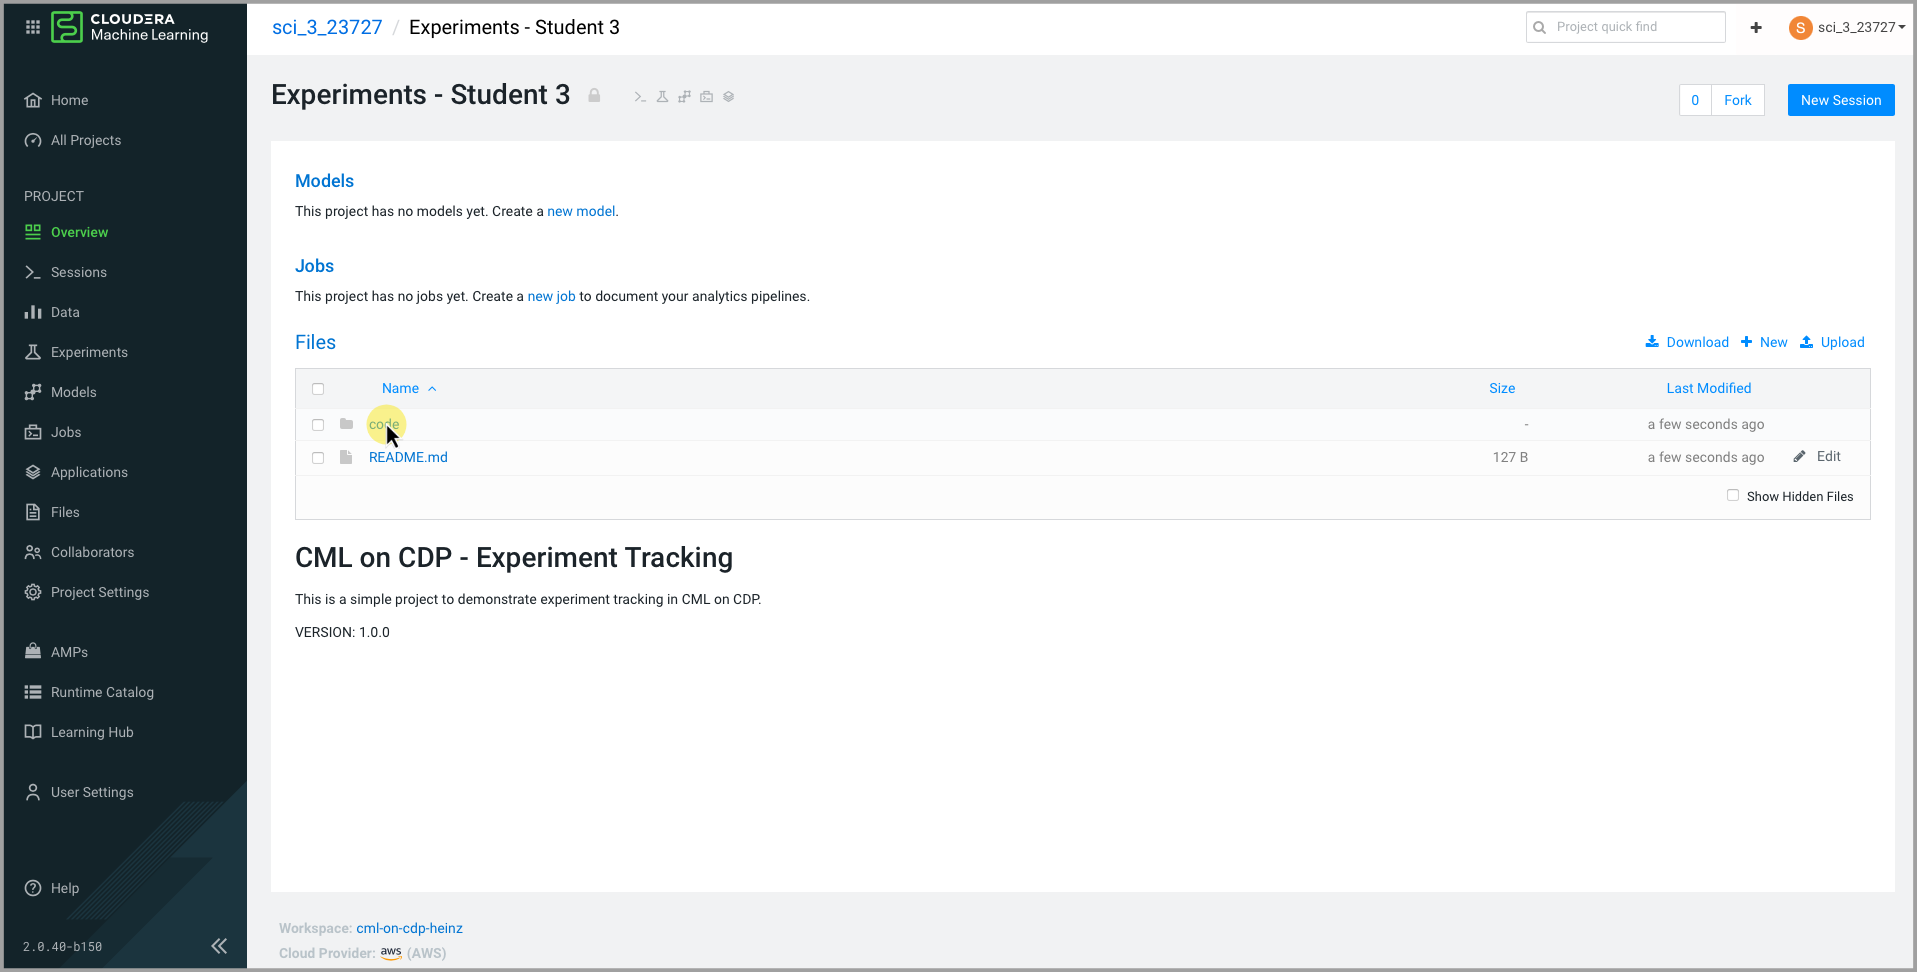 CLOUDERA
Machine Learning
sci_3_23727 / Experiments - Student 3
Project quick find
S sci_3_23727
Home
All Projects
PROJECT
Overview
Sessions
Data
Experiments
Models
Jobs
Applications
Files
Collaborators
Project Settings
AMPs
Runtime Catalog
Learning Hub
User Settings
Help
2.0.40-b150
Experiments - Student 3
0 Fork
New Session
Models
This project has no models yet. Create a new model.
Jobs
This project has no jobs yet. Create a new job to document your analytics pipelines.
Files
Download New Upload
Name Size Last Modified
code - a few seconds ago
README.md 127 B a few seconds ago Edit
Show Hidden Files
CML on CDP - Experiment Tracking
This is a simple project to demonstrate experiment tracking in CML on CDP.
VERSION: 1.0.0
Workspace: cml-on-cdp-heinz
Cloud Provider: aws (AWS)